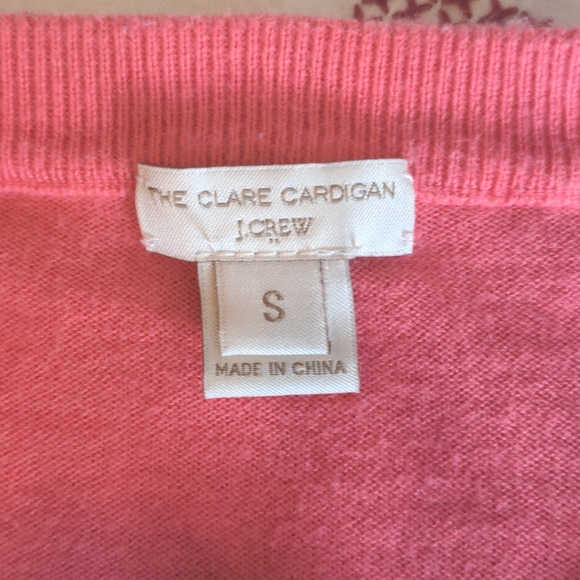 THE CLARE CARDIGAN
J.CREW
S
MADE IN CHINA